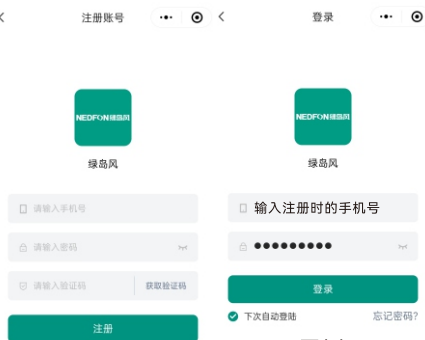 注册账号
NEDFON绿岛风
绿岛风
请输入手机号
请输入密码
请输入验证码
获取验证码
注册
登录
NEDFON绿岛风
绿岛风
输入注册时的手机号
登录
下次自动登陆
忘记密码?